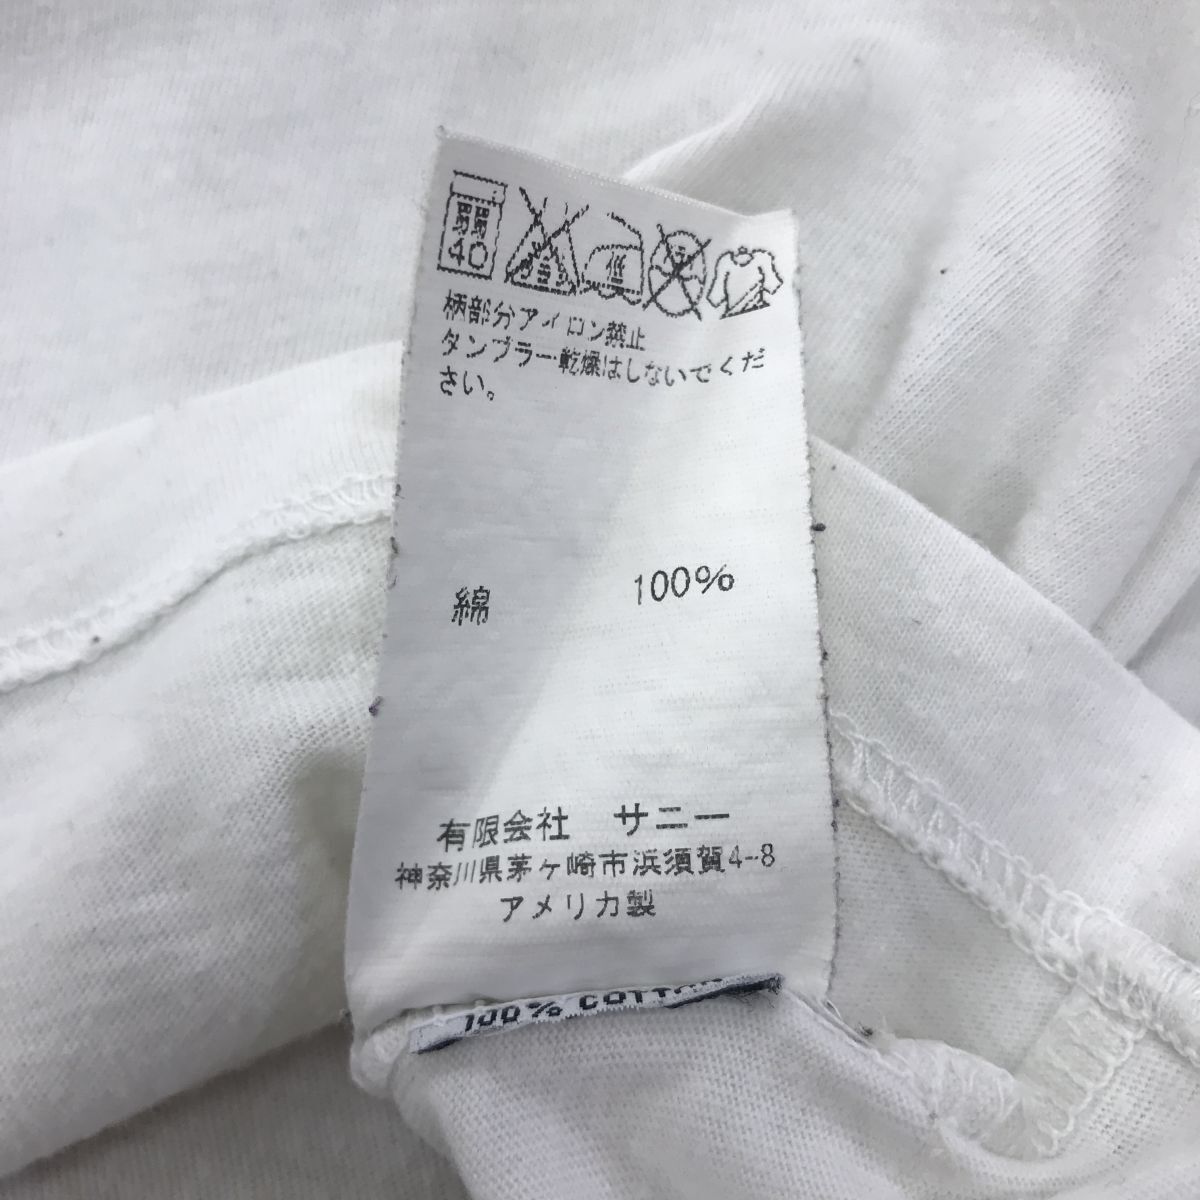 弱
40
低
柄部分アイロン禁止
タンブラー乾燥はしないでくだ
さい。
綿 100%
有限会社 サニー
神奈川県茅ヶ崎市浜須賀4-8
アメリカ製
100% COTTON